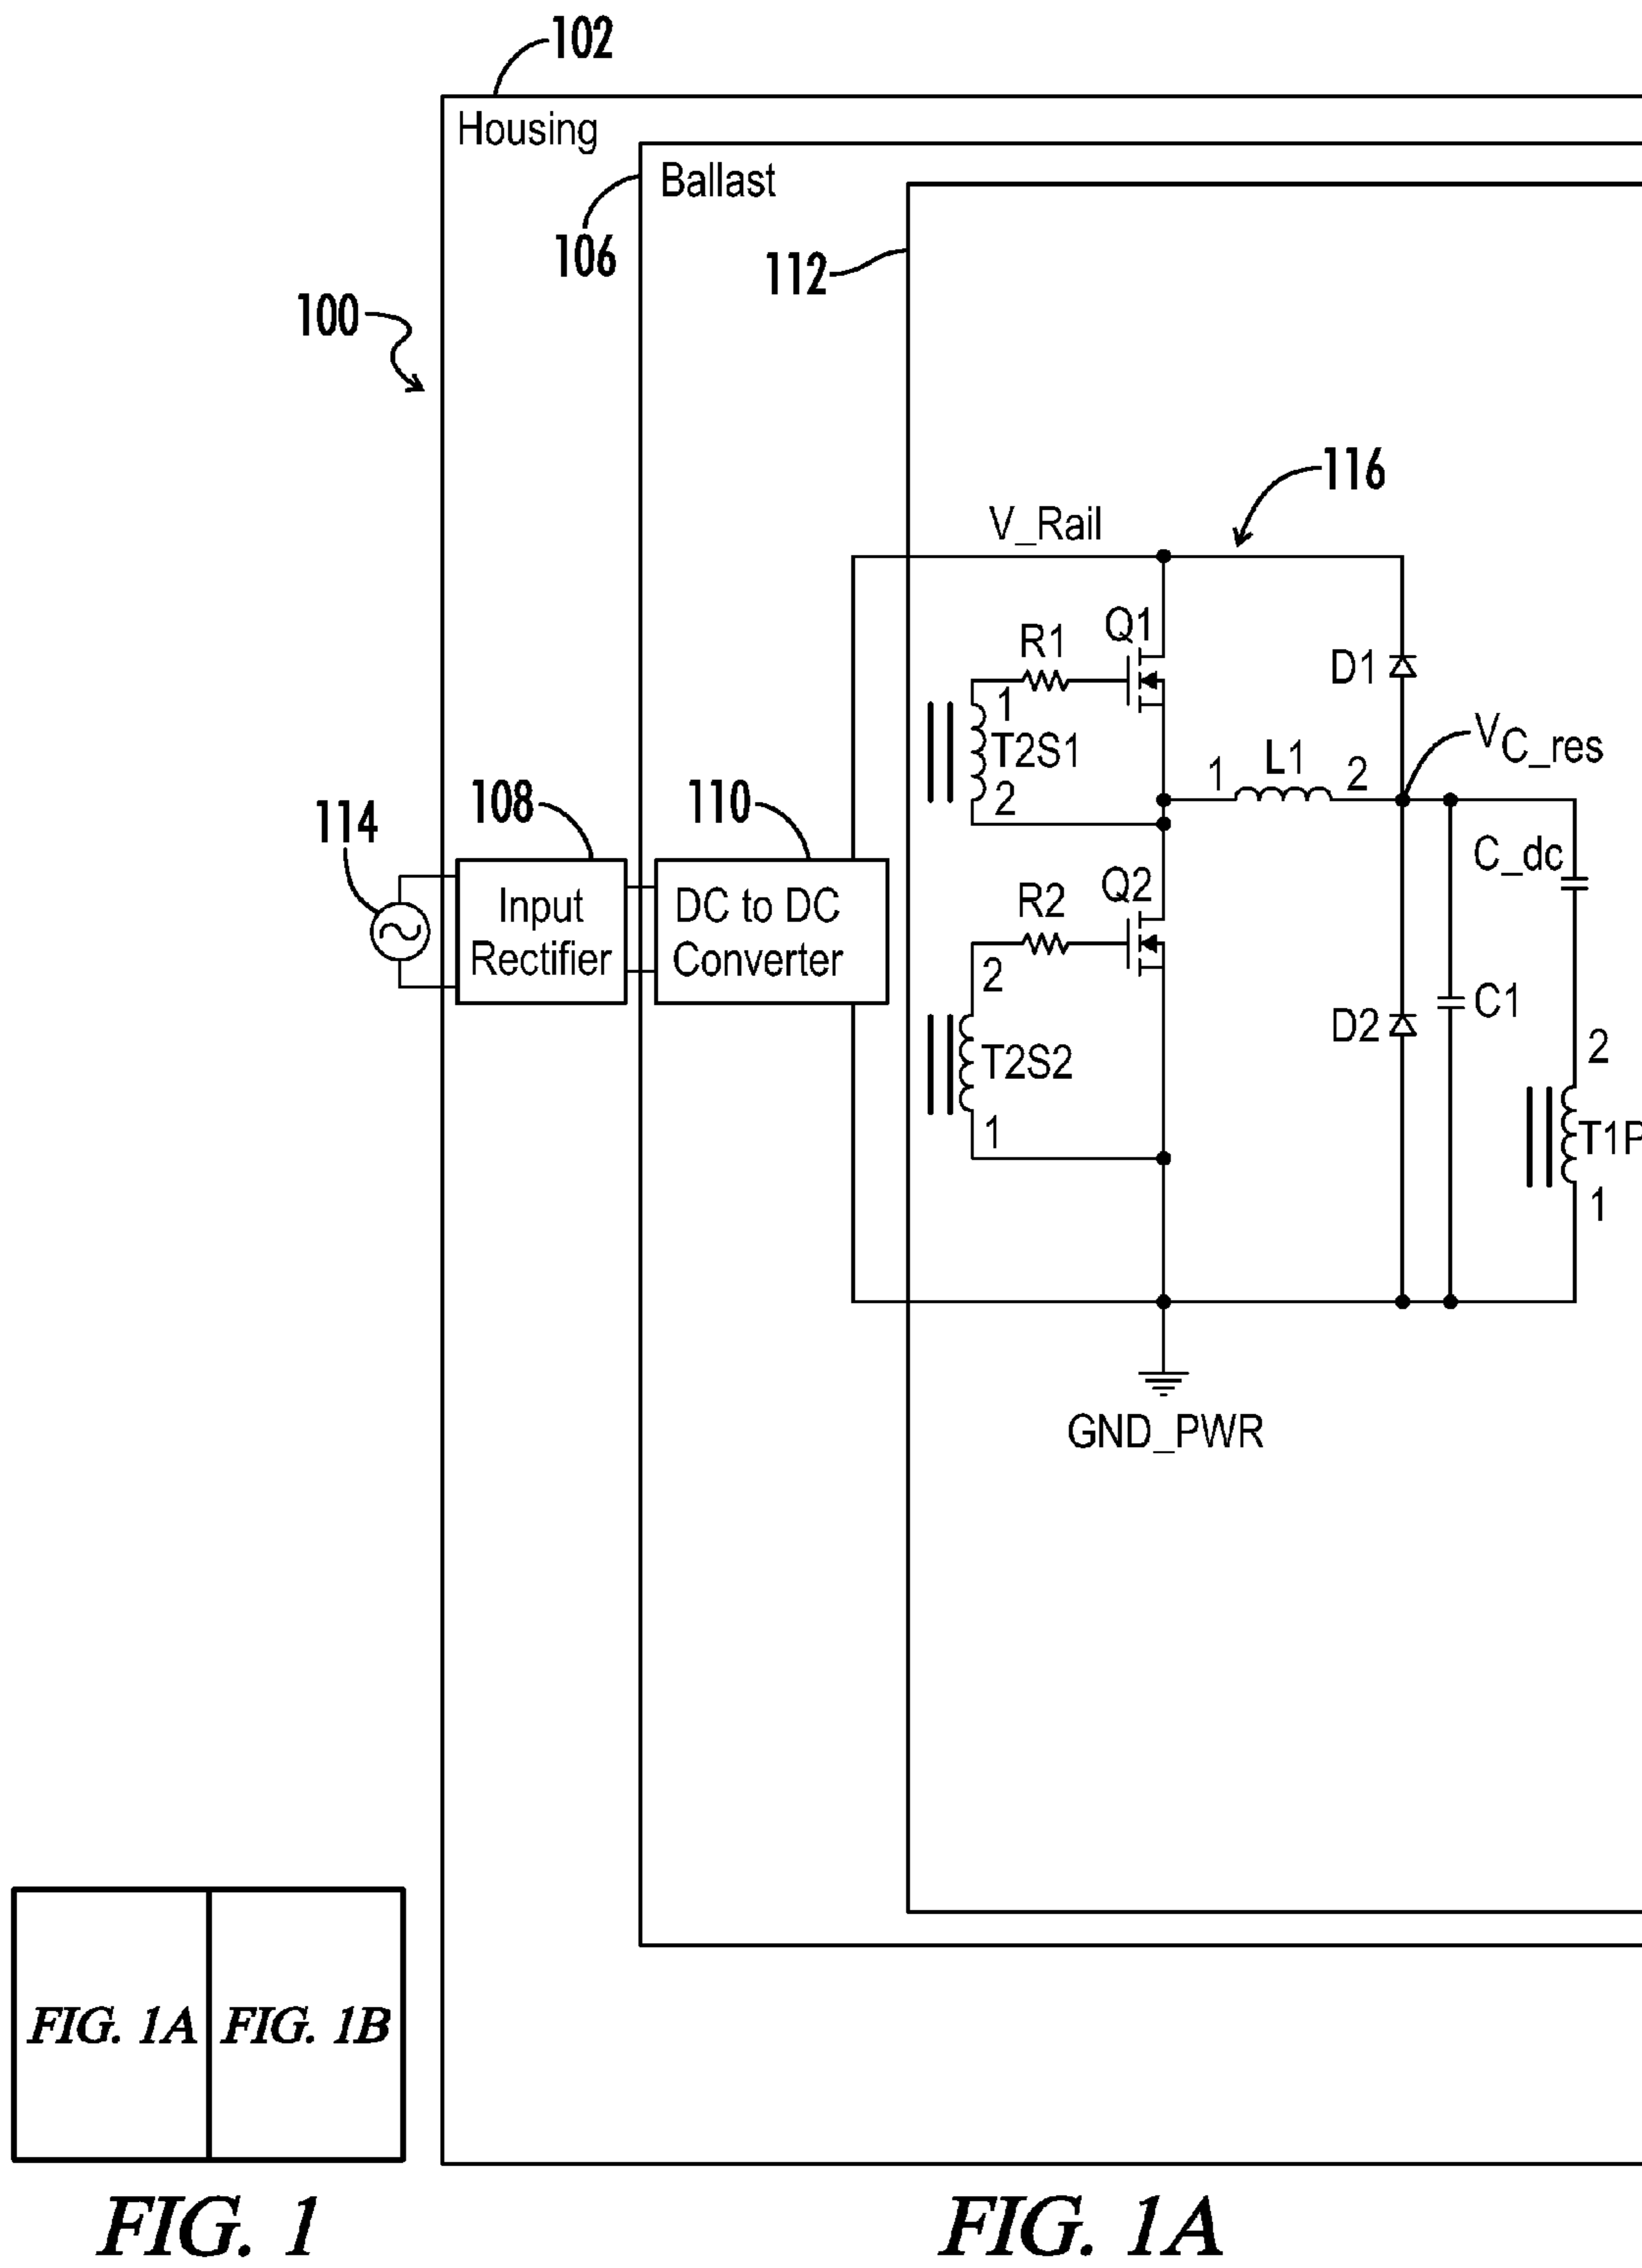 102
Housing
Ballast
106
112
100
116
V_Rail
Q1
R1
D1
1
T2S1
VC_res
L1
1
2
2
108
110
114
C_dc
Q2
R2
Input
Rectifier
DC to DC
Converter
2
C1
D2
2
T2S2
1
T1P
1
GND_PWR
FIG. 1A
FIG. 1B
FIG. 1
FIG. 1A